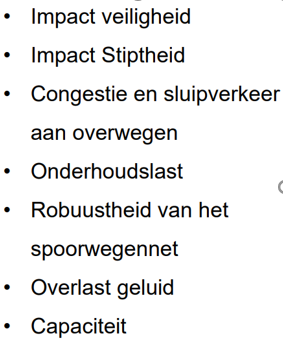 • Impact veiligheid
• Impact Stiptheid
• Congestie en sluipverkeer
aan overwegen
• Onderhoudslast
• Robuustheid van het
spoorwegennet
• Overlast geluid
• Capaciteit